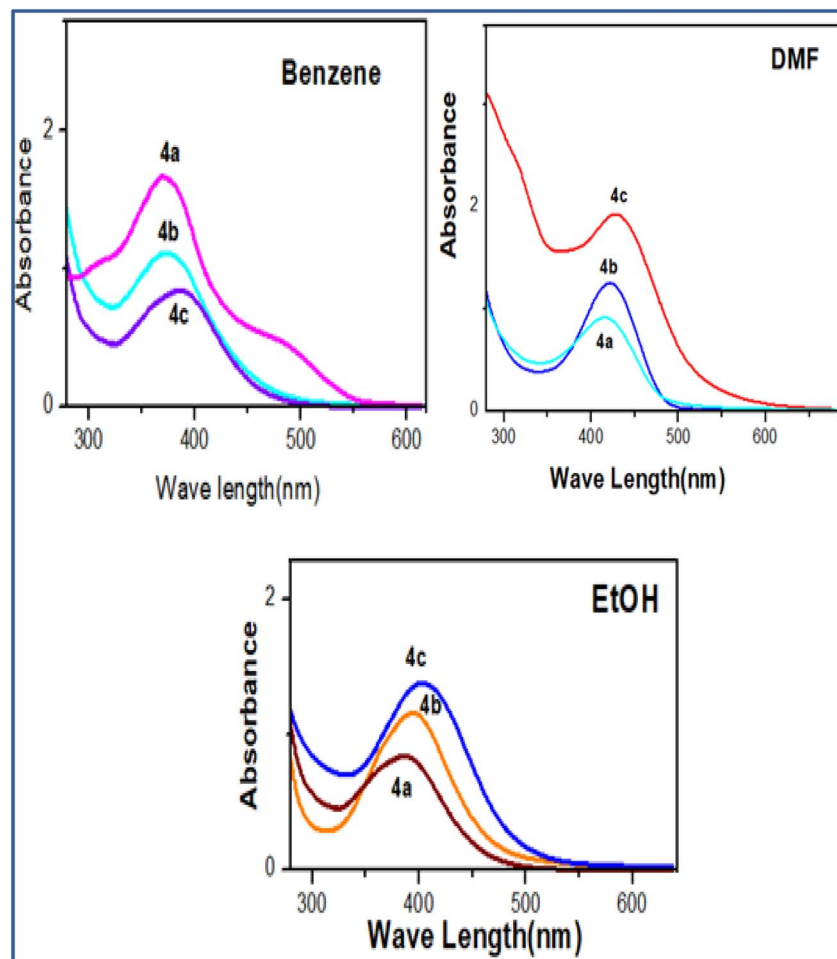 Benzene
Absorbance
2
0
4a
4b
4c
300 400 500 600
Wave length(nm)
DMF
Absorbance
2
0
4c
4b
4a
300 400 500 600
Wave Length(nm)
EtOH
Absorbance
2
0
4c
4b
4a
300 400 500 600
Wave Length(nm)